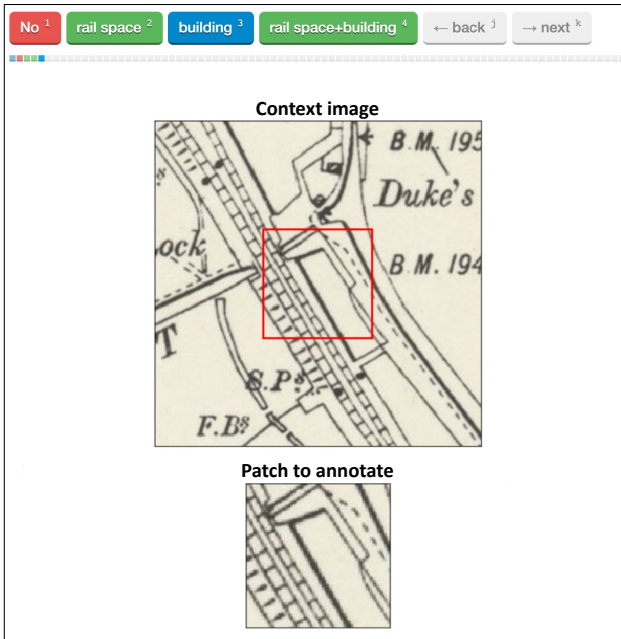 No 1 rail space 2 building 3 rail space+building 4 ← back j → next k
Context image
B.M. 195
Duke's
ock
B.M. 194
T
S.Ps.
F.Bs.
Patch to annotate